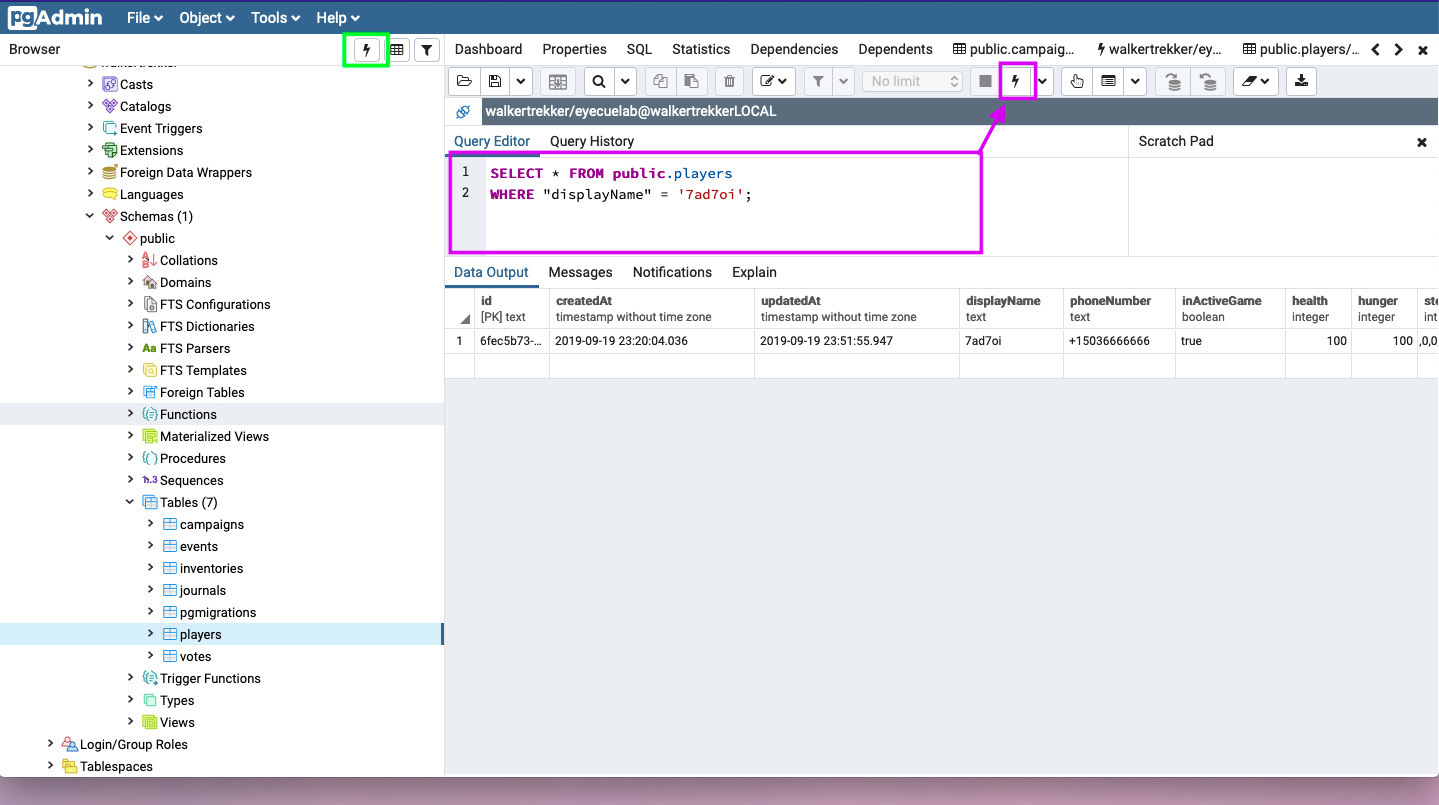 pgAdmin File Object Tools Help
Browser
Dashboard Properties SQL Statistics Dependencies Dependents public.campaig... walkertrekker/ey... public.players/...
No limit
walkertrekker/eyecuelab@walkertrekkerLOCAL
Query Editor Query History
Scratch Pad
1 SELECT * FROM public.players
2 WHERE "displayName" = '7ad7oi';
Data Output Messages Notifications Explain
id createdAt updatedAt displayName phoneNumber inActiveGame health hunger
[PK] text timestamp without time zone timestamp without time zone text text boolean integer integer
1 6fec5b73-... 2019-09-19 23:20:04.036 2019-09-19 23:51:55.947 7ad7oi +15036666666 true 100 100 ,0,0,
Casts
Catalogs
Event Triggers
Extensions
Foreign Data Wrappers
Languages
Schemas (1)
public
Collations
Domains
FTS Configurations
FTS Dictionaries
Aa FTS Parsers
FTS Templates
Foreign Tables
Functions
Materialized Views
Procedures
1..3 Sequences
Tables (7)
campaigns
events
inventories
journals
pgmigrations
players
votes
Trigger Functions
Types
Views
Login/Group Roles
Tablespaces